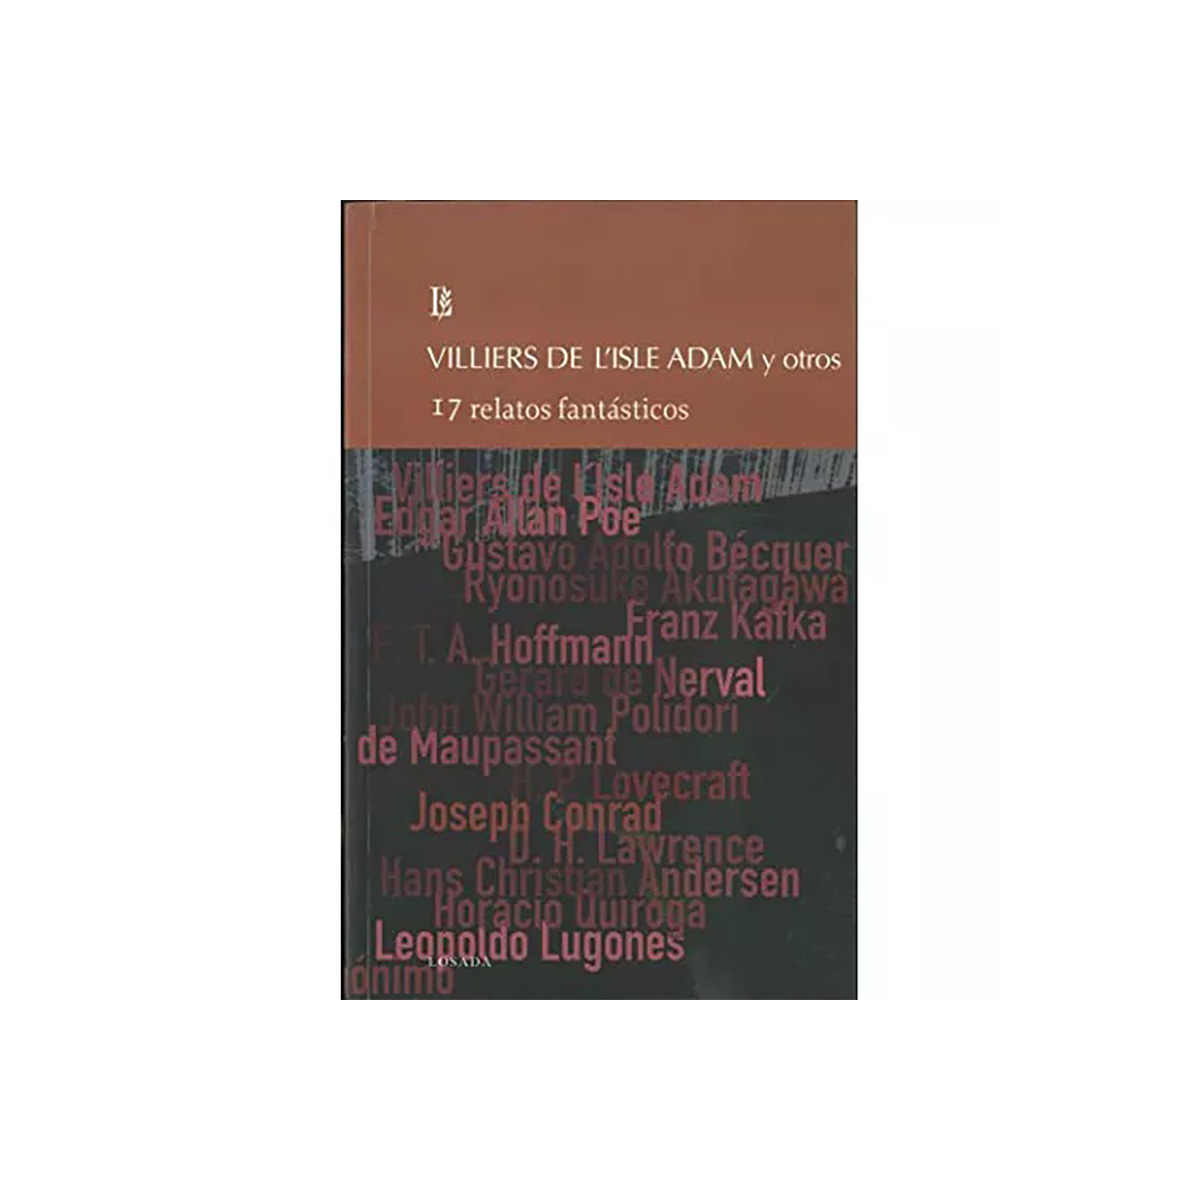 L
VILLIERS DE L'ISLE ADAM y otros
17 relatos fantásticos
Villiers de L'Isle Adam
Edgar Allan Poe
Gustavo Adolfo Bécquer
Ryonosuke Akutagawa
Franz Kafka
E. T. A. Hoffmann
Gérard de Nerval
John William Polidori
de Maupassant
H. P. Lovecraft
Joseph Conrad
D. H. Lawrence
Hans Christian Andersen
Horacio Quiroga
Leopoldo Lugones
LOSADA
ónimo